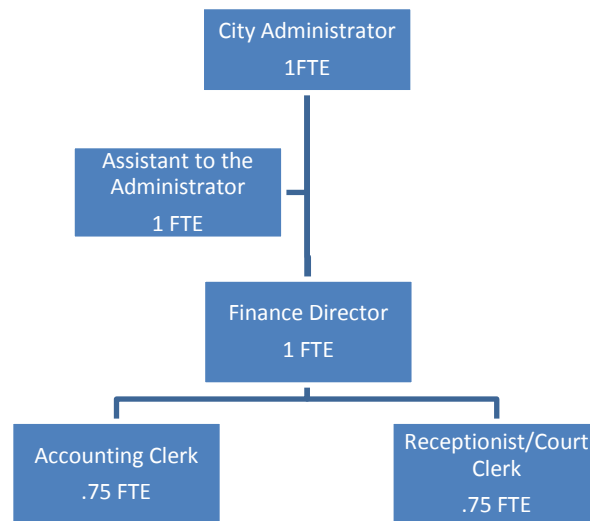 City Administrator
1FTE
Assistant to the
Administrator
1 FTE
Finance Director
1 FTE
Accounting Clerk
.75 FTE
Receptionist/Court
Clerk
.75 FTE